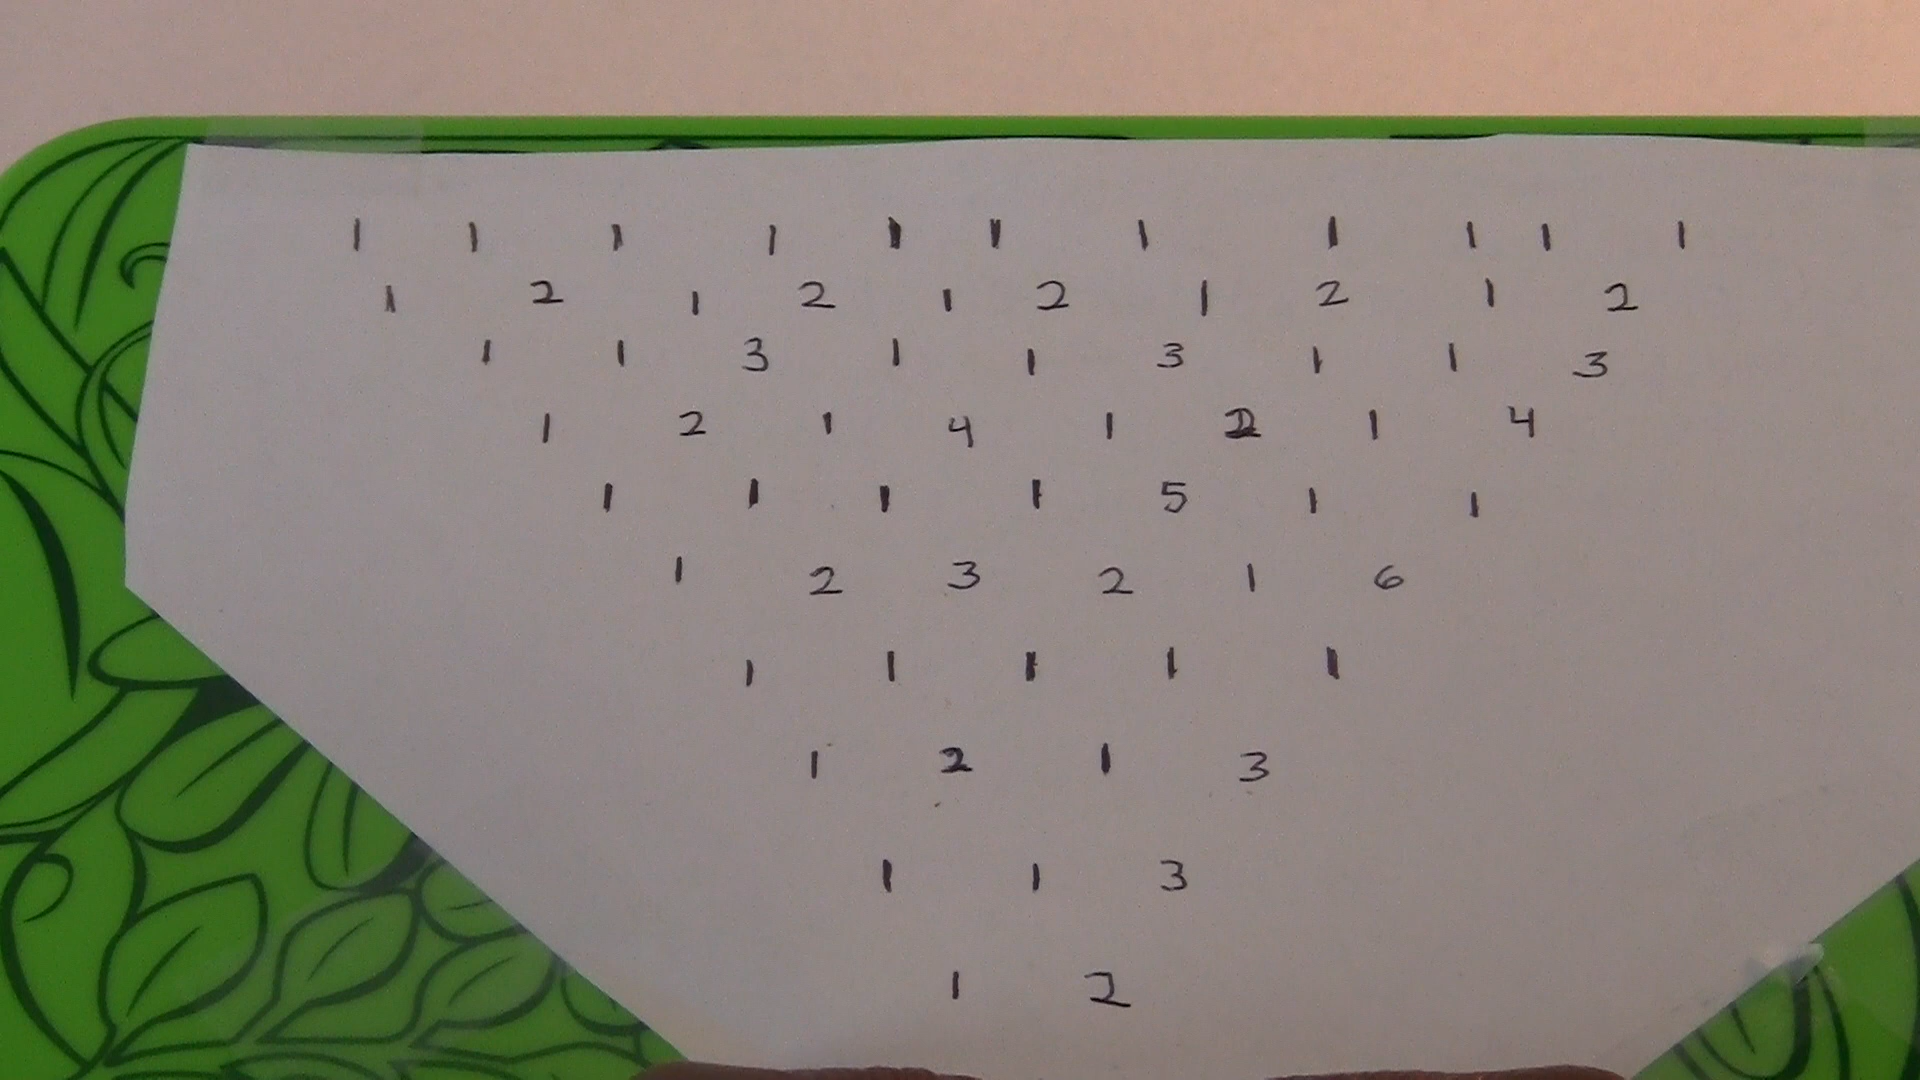 1 1 1 1 1 1 1 1 1 1 1
1 2 1 2 1 2 1 2 1 2
1 1 3 1 1 3 1 1 3
1 2 1 4 1 2 1 4
1 1 1 1 5 1 1
1 2 3 2 1 6
1 1 1 1 1
1 2 1 3
1 1 3
1 2